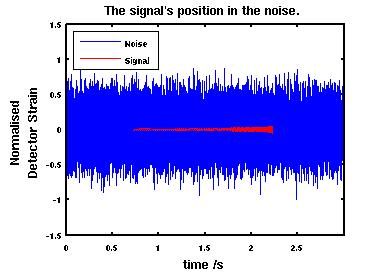 The signal's position in the noise.
1.5
Noise
Signal
1
0.5
0
-0.5
-1
-1.5
Normalised
Detector Strain
0 0.5 1 1.5 2 2.5
time /s